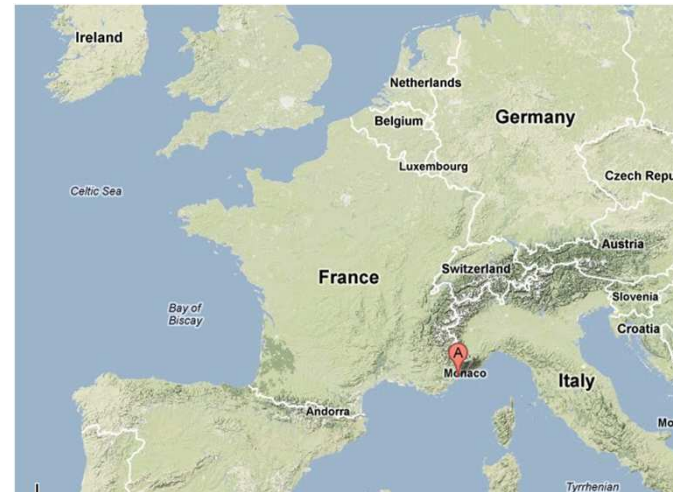 Ireland
Netherlands
Germany
Belgium
Luxembourg
Czech Repu
Celtic Sea
Austria
Switzerland
France
Slovenia
Bay of
Biscay
Croatia
A
Monaco
Italy
Andorra
Mo
Tyrrhenian